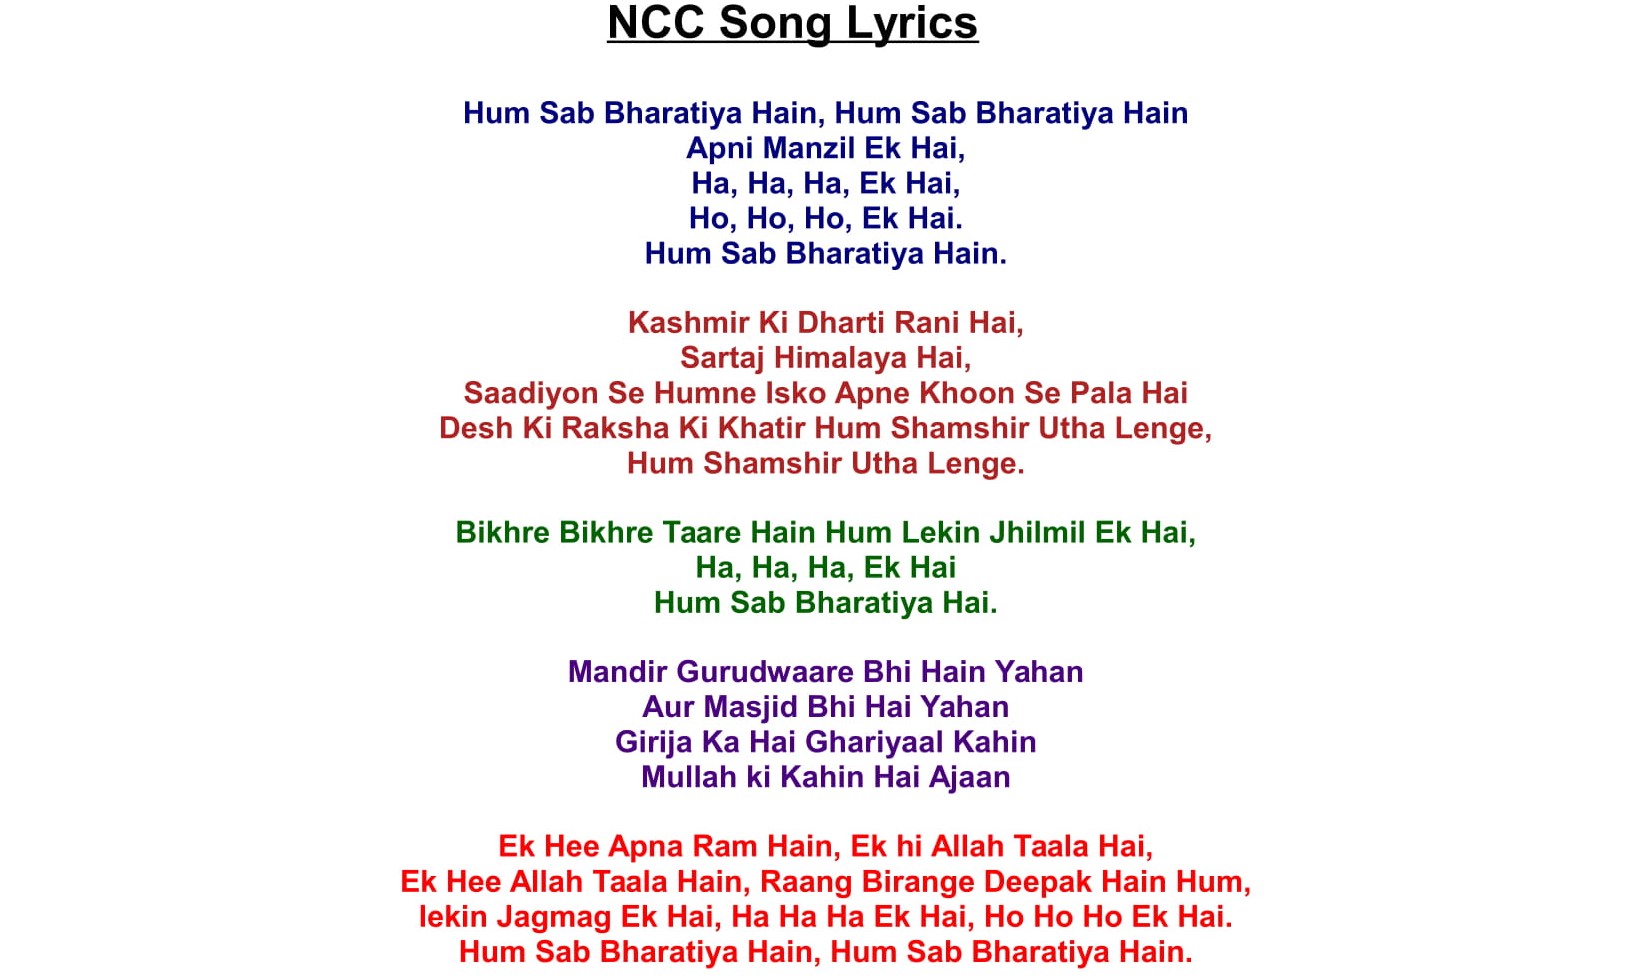 NCC Song Lyrics
Hum Sab Bharatiya Hain, Hum Sab Bharatiya Hain
Apni Manzil Ek Hai,
Ha, Ha, Ha, Ek Hai,
Ho, Ho, Ho, Ek Hai.
Hum Sab Bharatiya Hain.
Kashmir Ki Dharti Rani Hai,
Sartaj Himalaya Hai,
Saadiyon Se Humne Isko Apne Khoon Se Pala Hai
Desh Ki Raksha Ki Khatir Hum Shamshir Utha Lenge,
Hum Shamshir Utha Lenge.
Bikhre Bikhre Taare Hain Hum Lekin Jhilmil Ek Hai,
Ha, Ha, Ha, Ek Hai
Hum Sab Bharatiya Hai.
Mandir Gurudwaare Bhi Hain Yahan
Aur Masjid Bhi Hai Yahan
Girija Ka Hai Ghariyaal Kahin
Mullah ki Kahin Hai Ajaan
Ek Hee Apna Ram Hain, Ek hi Allah Taala Hai,
Ek Hee Allah Taala Hain, Raang Birange Deepak Hain Hum,
lekin Jagmag Ek Hai, Ha Ha Ha Ek Hai, Ho Ho Ho Ek Hai.
Hum Sab Bharatiya Hain, Hum Sab Bharatiya Hain.